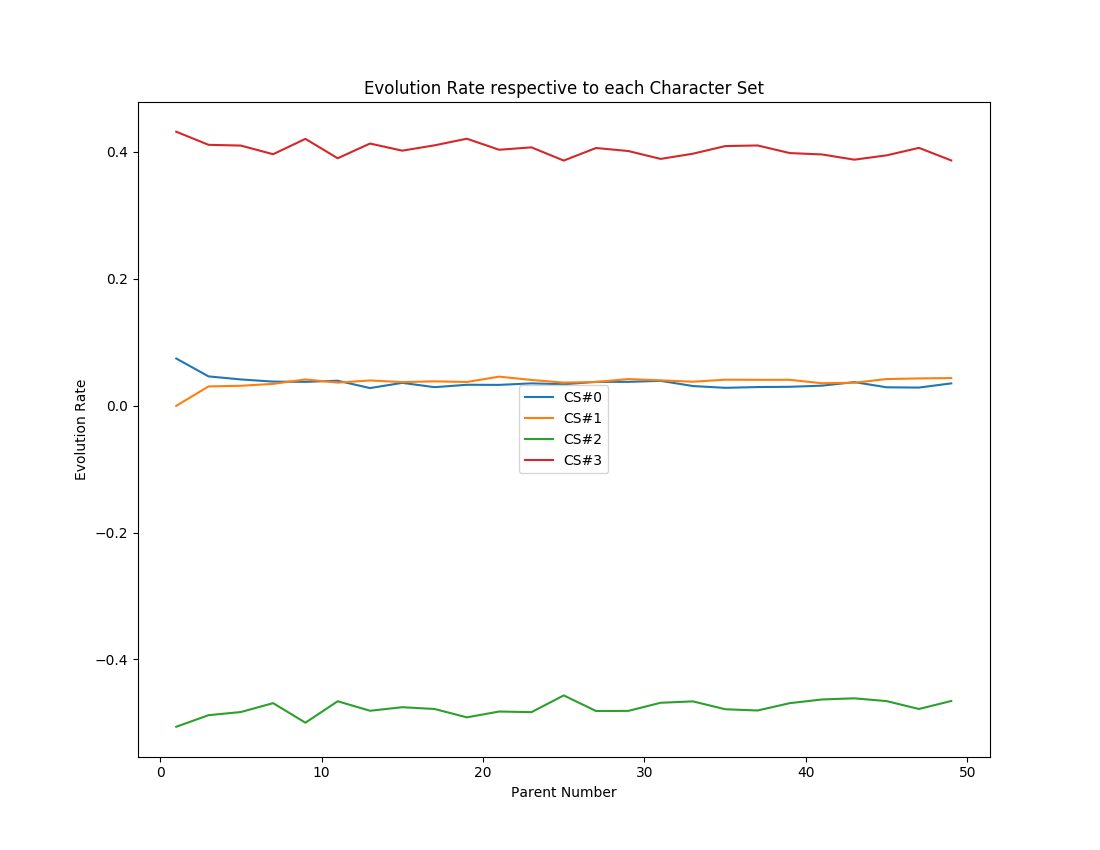 Evolution Rate respective to each Character Set
Evolution Rate
0.4
0.2
0.0
−0.2
−0.4
CS#0
CS#1
CS#2
CS#3
0 10 20 30 40 50
Parent Number